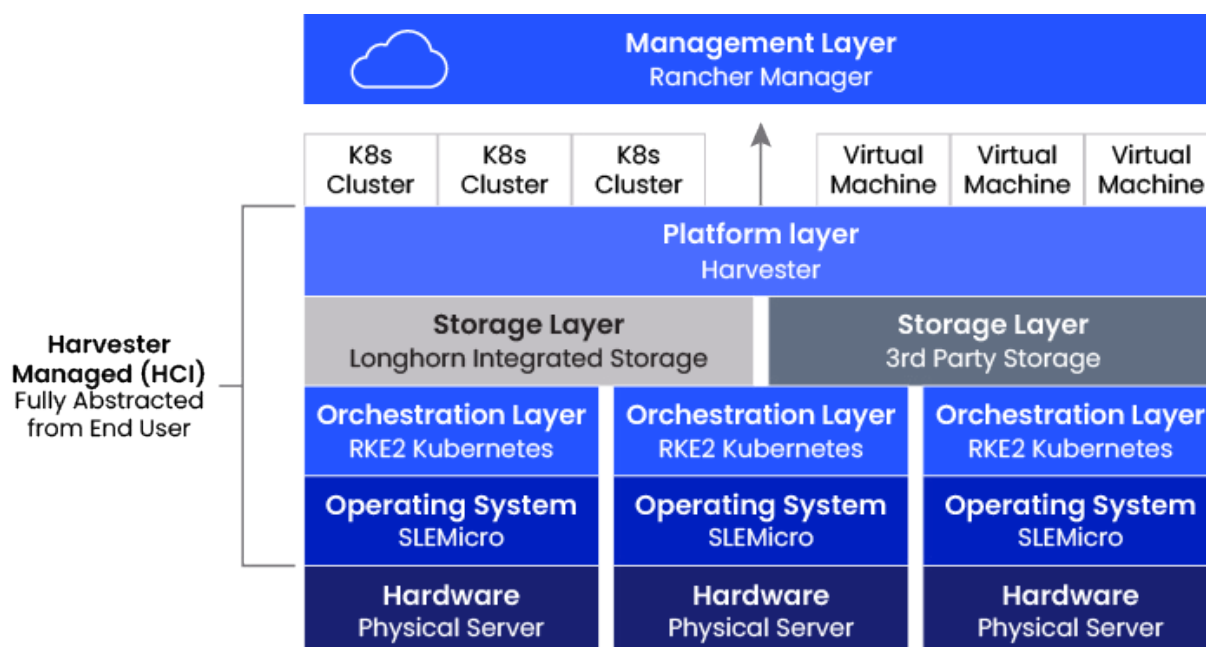 Management Layer
Rancher Manager
K8s
Cluster
K8s
Cluster
K8s
Cluster
Virtual
Machine
Virtual
Machine
Virtual
Machine
Platform layer
Harvester
Storage Layer
Longhorn Integrated Storage
Storage Layer
3rd Party Storage
Harvester
Managed (HCI)
Fully Abstracted
from End User
Orchestration Layer
RKE2 Kubernetes
Orchestration Layer
RKE2 Kubernetes
Orchestration Layer
RKE2 Kubernetes
Operating System
SLEMicro
Operating System
SLEMicro
Operating System
SLEMicro
Hardware
Physical Server
Hardware
Physical Server
Hardware
Physical Server